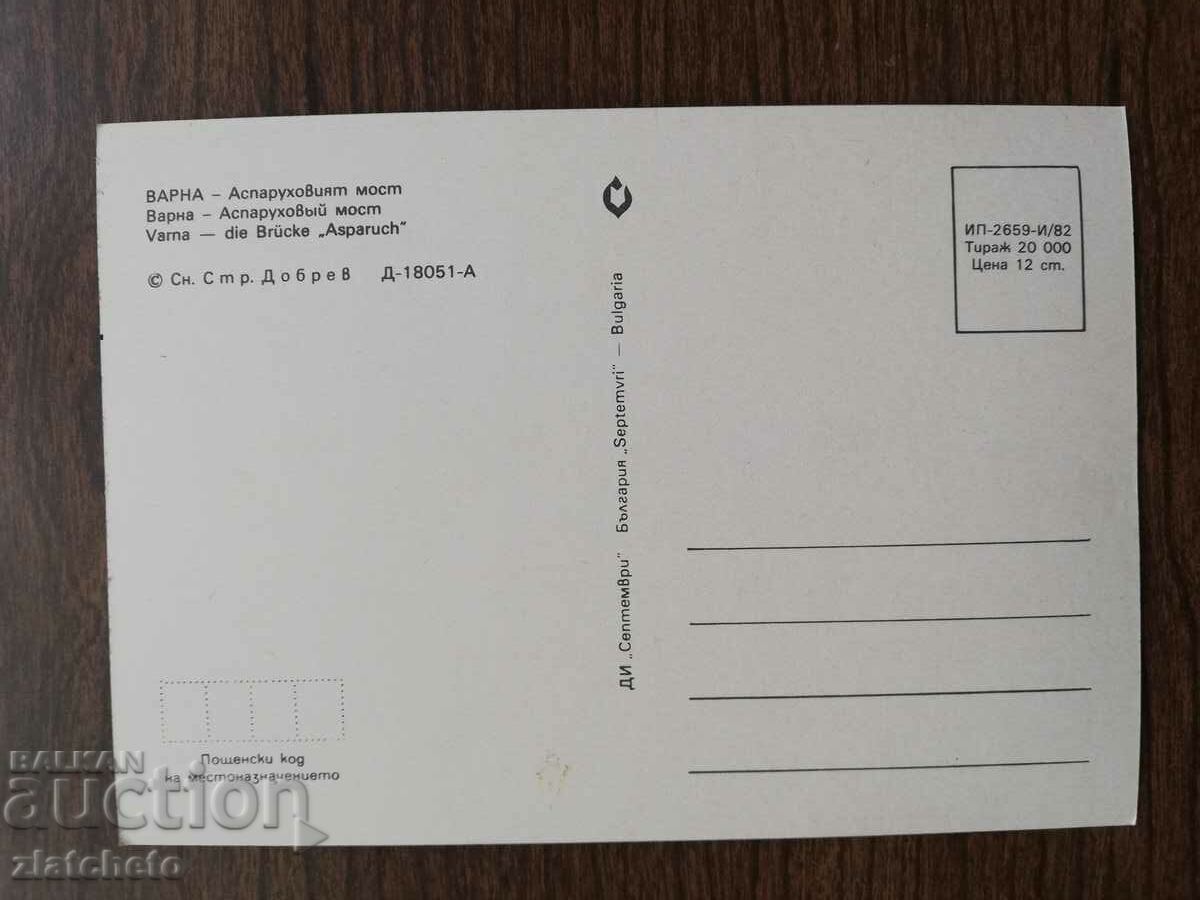 ВАРНА – Аспаруховият мост
Варна – Аспаруховый мост
Varna — die Brücke „Asparuch“
© Сн. Стр. Добрев Д-18051-А
ДИ „Септември“ България „Septemvri“ — Bulgaria
ИП-2659-И/82
Тираж 20 000
Цена 12 ст.
Пощенски код
на местоназначението
BALKAN
auction
zlatcheto